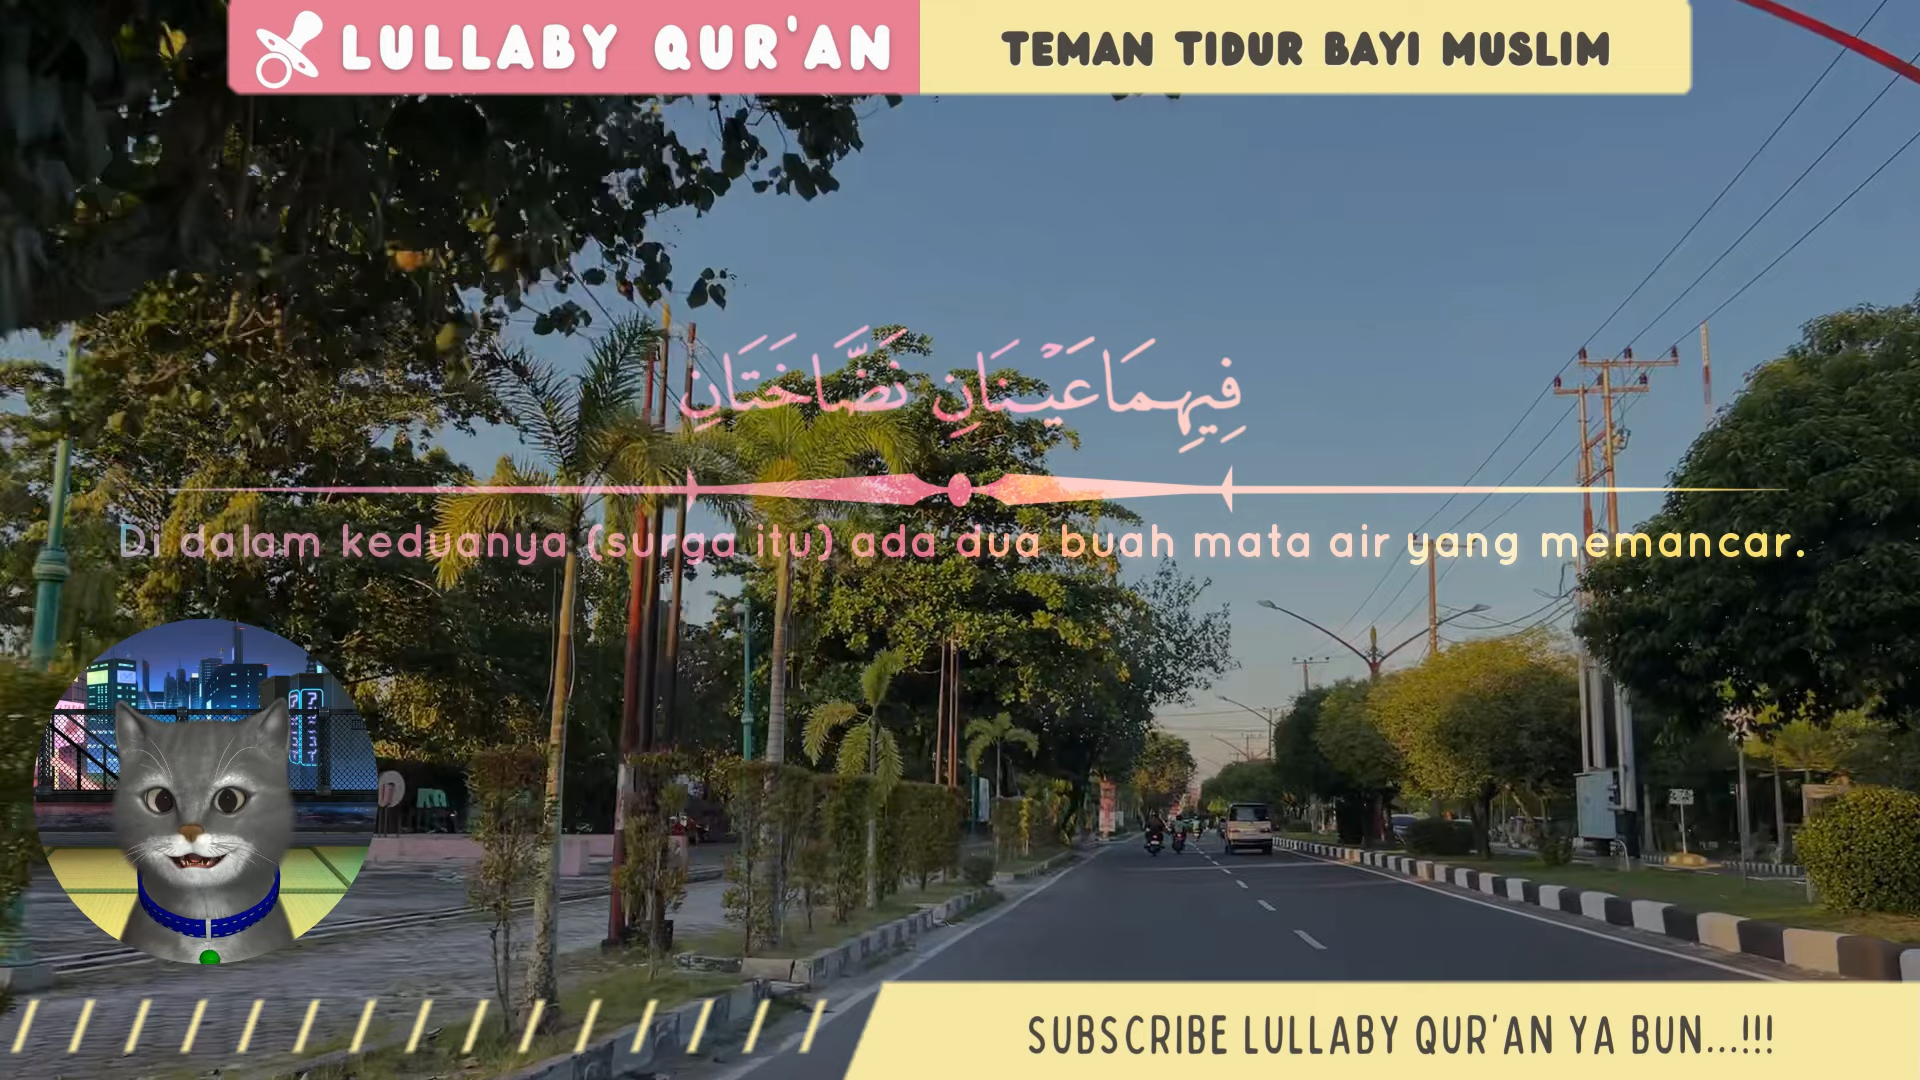 LULLABY QUR'AN
TEMAN TIDUR BAYI MUSLIM
فِيهِمَا عَيْنَانِ نَضَّاخَتَانِ
Di dalam keduanya (surga itu) ada dua buah mata air yang memancar.
SUBSCRIBE LULLABY QUR'AN YA BUN...!!!